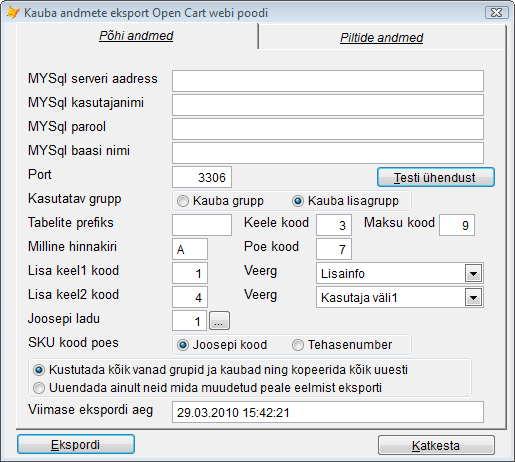 Kauba andmete eksport Open Cart webi poodi
Põhi andmed Piltide andmed
MYSql serveri aadress
MYSql kasutajanimi
MYSql parool
MYSql baasi nimi
Port 3306 Testi ühendust
Kasutatav grupp Kauba grupp Kauba lisagrupp
Tabelite prefiks Keele kood 3 Maksu kood 9
Milline hinnakiri A Poe kood 7
Lisa keel1 kood 1 Veerg Lisainfo
Lisa keel2 kood 4 Veerg Kasutaja väli1
Joosepi ladu 1 ...
SKU kood poes Joosepi kood Tehasenumber
Kustutada kõik vanad grupid ja kaubad ning kopeerida kõik uuesti
Uuendada ainult neid mida muudetud peale eelmist eksporti
Viimase ekspordi aeg 29.03.2010 15:42:21
Ekspordi Katkesta